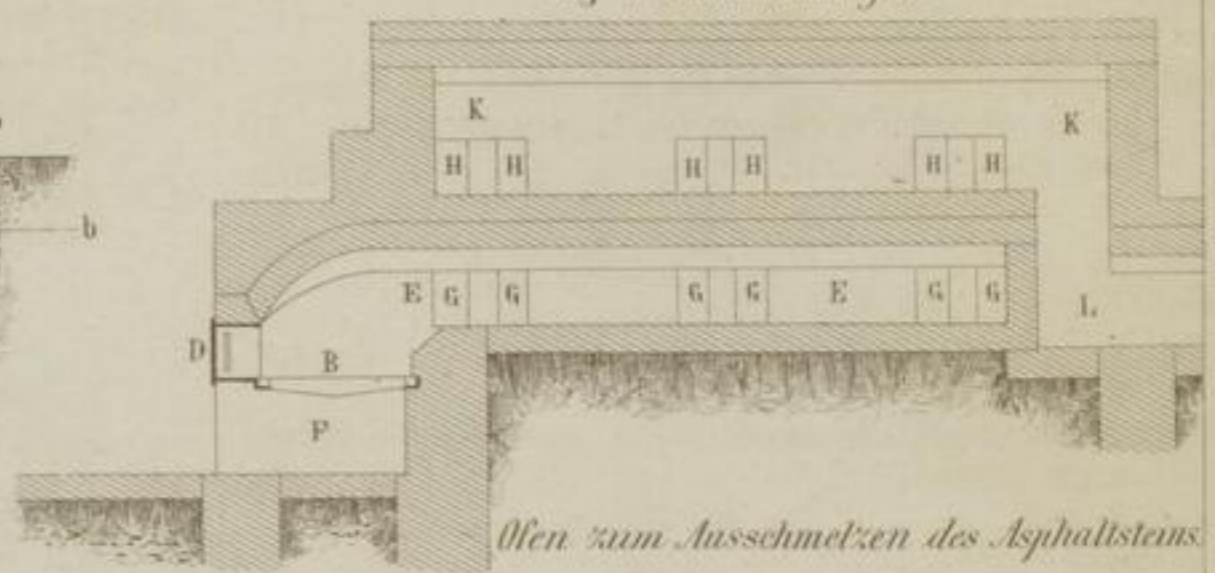 K K
H H H H H H
b
E G G G G E G G
L
D B
F
Ofen zum Ausschmelzen des Asphaltsteins.